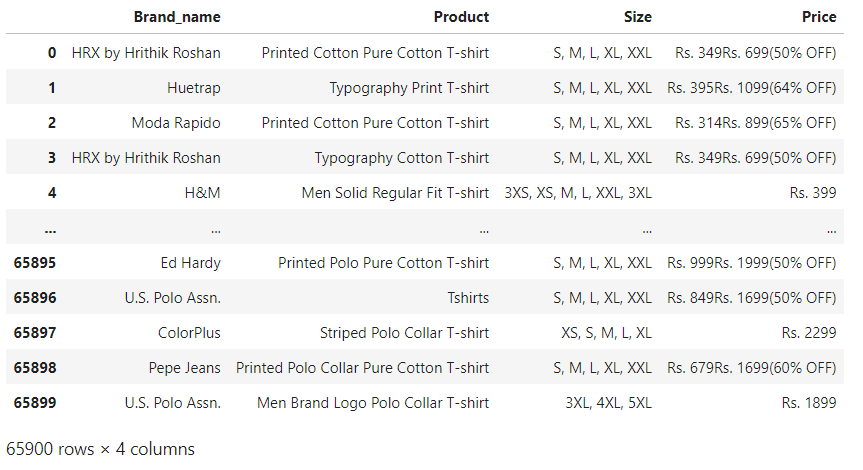 Brand_name Product Size Price
0 HRX by Hrithik Roshan Printed Cotton Pure Cotton T-shirt S, M, L, XL, XXL Rs. 349Rs. 699(50% OFF)
1 Huetrap Typography Print T-shirt S, M, L, XL, XXL Rs. 395Rs. 1099(64% OFF)
2 Moda Rapido Printed Cotton Pure Cotton T-shirt S, M, L, XL, XXL Rs. 314Rs. 899(65% OFF)
3 HRX by Hrithik Roshan Typography Cotton T-shirt S, M, L, XL, XXL Rs. 349Rs. 699(50% OFF)
4 H&M Men Solid Regular Fit T-shirt 3XS, XS, M, L, XXL, 3XL Rs. 399
... ... ... ... ...
65895 Ed Hardy Printed Polo Pure Cotton T-shirt S, M, L, XL, XXL Rs. 999Rs. 1999(50% OFF)
65896 U.S. Polo Assn. Tshirts S, M, L, XL, XXL Rs. 849Rs. 1699(50% OFF)
65897 ColorPlus Striped Polo Collar T-shirt XS, S, M, L, XL Rs. 2299
65898 Pepe Jeans Printed Polo Collar Pure Cotton T-shirt S, M, L, XL, XXL Rs. 679Rs. 1699(60% OFF)
65899 U.S. Polo Assn. Men Brand Logo Polo Collar T-shirt 3XL, 4XL, 5XL Rs. 1899
65900 rows × 4 columns